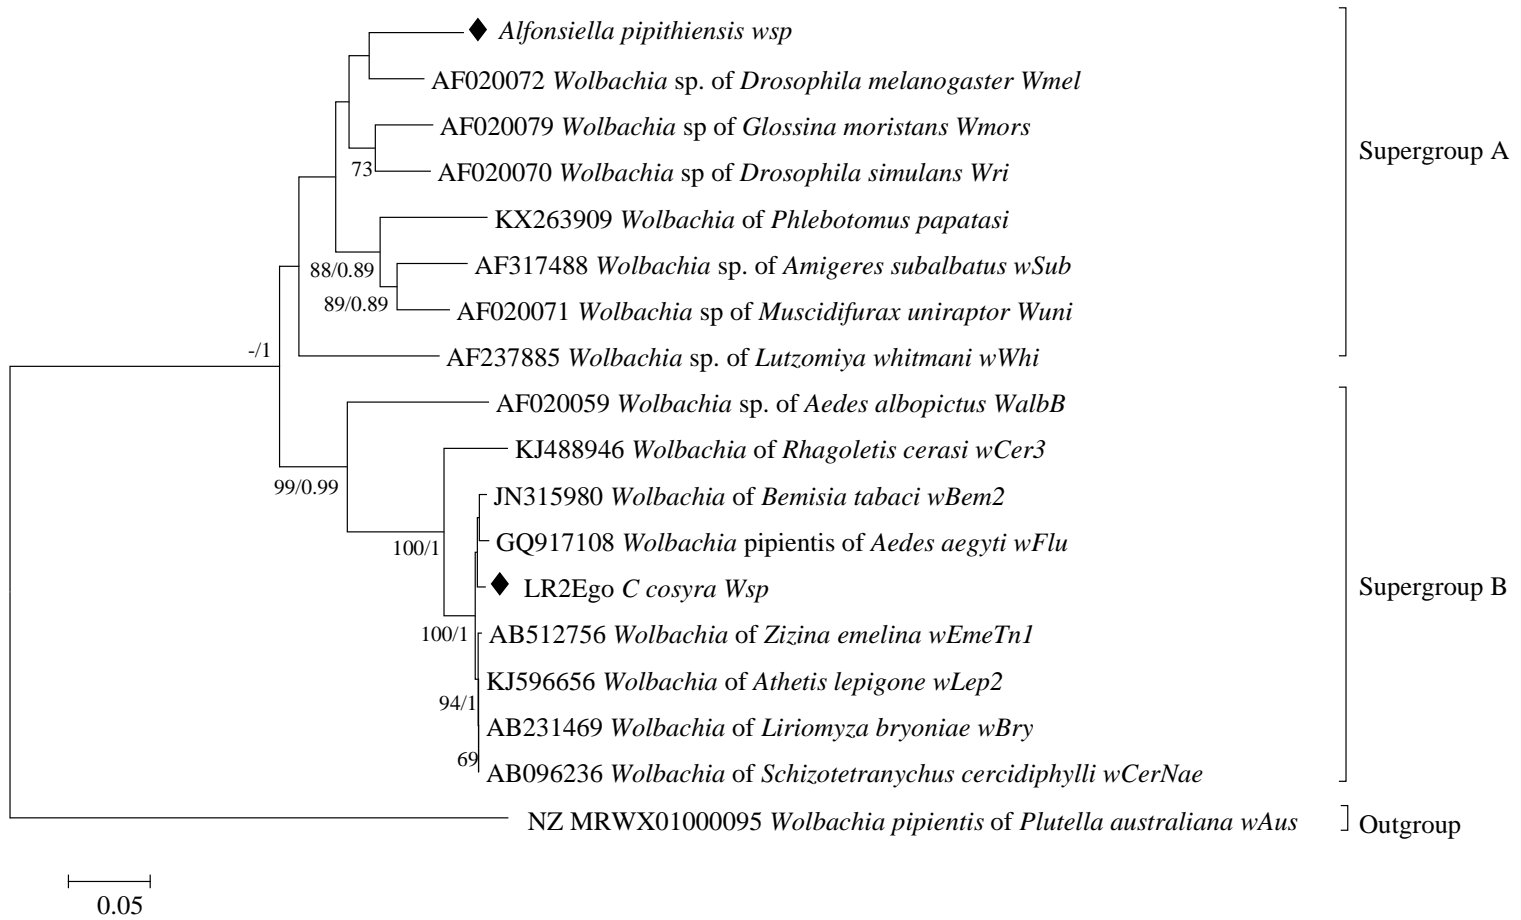 Alfonsiella pipithiensis wsp
AF020072 Wolbachia sp. of Drosophila melanogaster Wmel
AF020079 Wolbachia sp of Glossina moristans Wmors
73
AF020070 Wolbachia sp of Drosophila simulans Wri
Supergroup A
KX263909 Wolbachia of Phlebotomus papatasi
88/0.89
AF317488 Wolbachia sp. of Amigeres subalbatus wSub
89/0.89
AF020071 Wolbachia sp of Muscidifurax uniraptor Wuni
-/1
AF237885 Wolbachia sp. of Lutzomiya whitmani wWhi
AF020059 Wolbachia sp. of Aedes albopictus WalbB
KJ488946 Wolbachia of Rhagoletis cerasi wCer3
99/0.99
JN315980 Wolbachia of Bemisia tabaci wBem2
100/1
GQ917108 Wolbachia pipientis of Aedes aegyti wFlu
LR2Ego C cosyra Wsp
Supergroup B
100/1
AB512756 Wolbachia of Zizina emelina wEmeTn1
KJ596656 Wolbachia of Athetis lepigone wLep2
94/1
AB231469 Wolbachia of Liriomyza bryoniae wBry
69
AB096236 Wolbachia of Schizotetranychus cercidiphylli wCerNae
NZ MRWX01000095 Wolbachia pipientis of Plutella australiana wAus
Outgroup
0.05